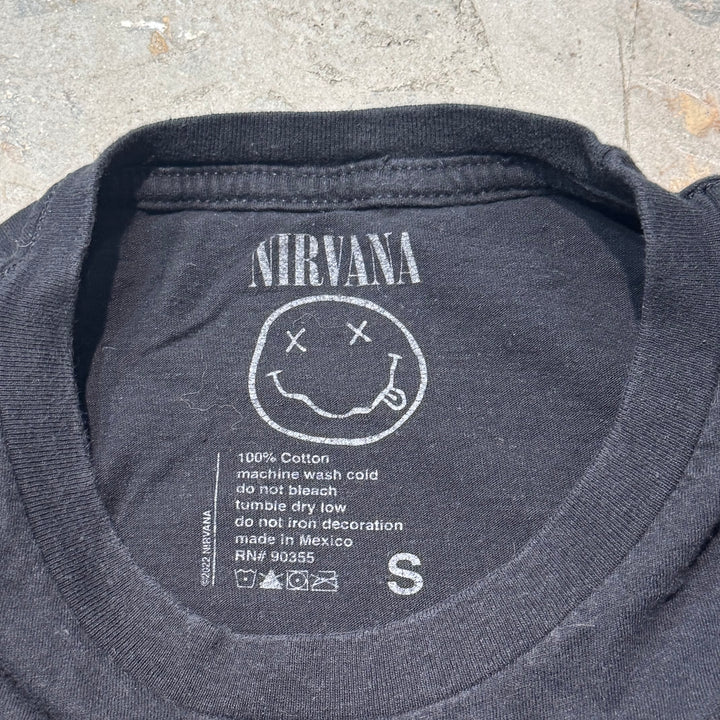 NIRVANA
100% Cotton
machine wash cold
do not bleach
tumble dry low
do not iron decoration
made in Mexico
RN# 90355
S
©2022 NIRVANA